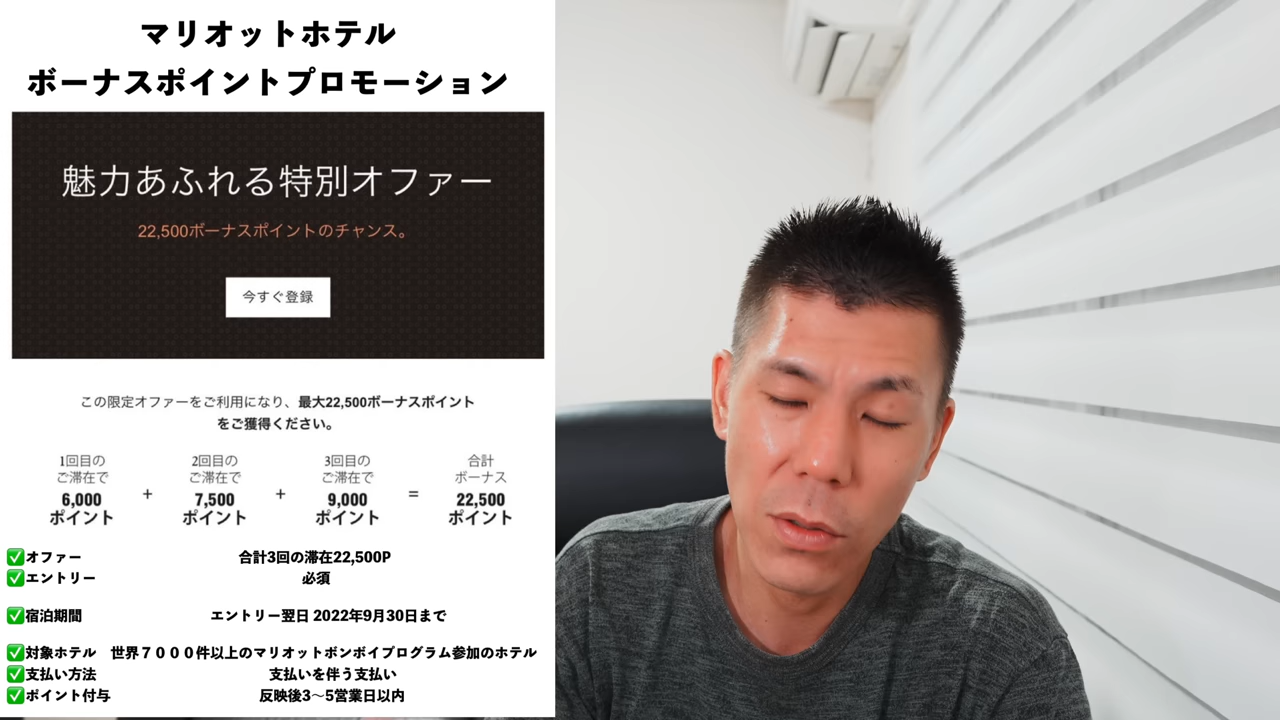 マリオットホテル
ボーナスポイントプロモーション
魅力あふれる特別オファー
22,500ボーナスポイントのチャンス。
今すぐ登録
この限定オファーをご利用になり、最大22,500ボーナスポイント
をご獲得ください。
1回目の
ご滞在で
6,000
ポイント
+
2回目の
ご滞在で
7,500
ポイント
+
3回目の
ご滞在で
9,000
ポイント
=
合計
ボーナス
22,500
ポイント
✅オファー 合計3回の滞在22,500P
✅エントリー 必須
✅宿泊期間 エントリー翌日 2022年9月30日まで
✅対象ホテル 世界７０００件以上のマリオットボンボイプログラム参加のホテル
✅支払い方法 支払いを伴う支払い
✅ポイント付与 反映後3〜5営業日以内